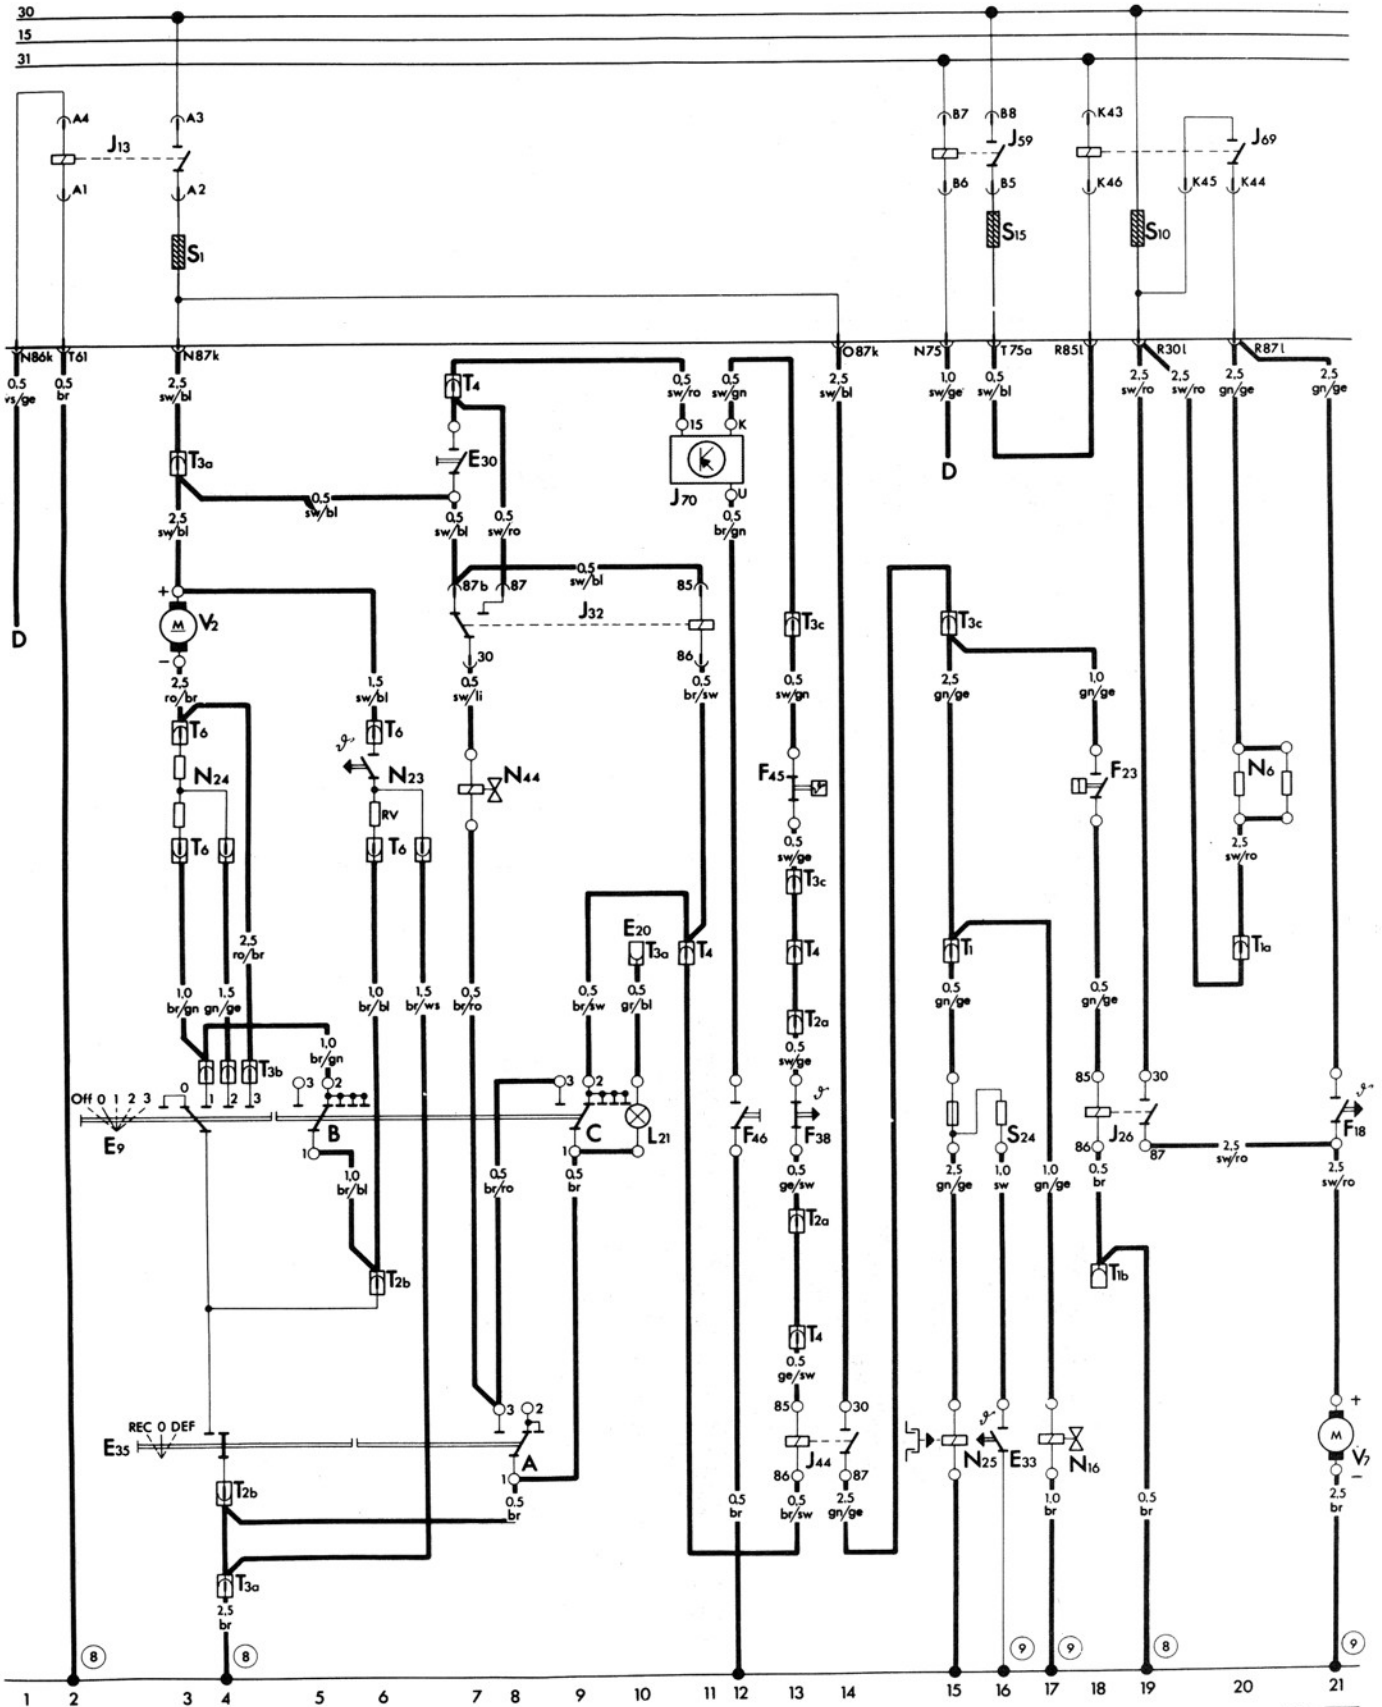 30
15
31
A4
A3
B7
B8
K43
J13
J59
J69
A1
A2
B6
B5
K46
K45
K44
S1
S15
S10
N86k
T61
N87k
O87k
N75
T75a
R85l
R30l
R87l
0,5
0,5
br
2,5
sw/bl
T4
0,5
sw/ro
0,5
sw/gn
2,5
sw/bl
1,0
sw/ge
0,5
sw/bl
2,5
sw/ro
2,5
sw/ro
2,5
gn/ge
2,5
gn/ge
15
K
T3a
E30
D
J70
U
0,5
sw/bl
2,5
sw/bl
0,5
sw/bl
0,5
sw/ro
0,5
br/gn
0,5
sw/bl
87b
87
85
+
M
V2
J32
T3c
T3c
D
–
30
86
2,5
ro/br
1,5
sw/bl
0,5
sw/li
0,5
br/sw
0,5
sw/gn
2,5
gn/ge
1,0
gn/ge
T6
T6
ϑ
N24
N23
N44
F45
F23
N6
RV
T6
T6
0,5
sw/ge
2,5
sw/ro
T3c
E20
T3a
T4
T4
T1
T1a
2,5
ro/br
1,0
br/gn
1,5
gn/ge
1,0
br/bl
1,5
br/ws
0,5
br/ro
0,5
br/sw
0,5
gr/bl
0,5
gn/ge
0,5
gn/ge
T2a
1,0
br/gn
0,5
sw/ge
T3b
3
2
3
2
85
30
Off 0 1 2 3
0
1
2
3
ϑ
ϑ
E9
B
C
L21
F46
F38
S24
J26
F18
1
1
86
87
1,0
br/bl
0,5
br/ro
0,5
br
0,5
ge/sw
2,5
gn/ge
1,0
sw
1,0
gn/ge
0,5
br
2,5
sw/ro
2,5
sw/ro
T2a
T2b
T1b
T4
0,5
ge/sw
3
2
85
30
+
REC 0 DEF
E35
A
J44
ϑ
N25
E33
N16
M
V7
1
86
87
–
T2b
0,5
br
0,5
br
0,5
br/sw
2,5
gn/ge
1,0
br
0,5
br
2,5
br
T3a
2,5
br
8
8
9
9
8
9
1
2
3
4
5
6
7
8
9
10
11
12
13
14
15
16
17
18
19
20
21